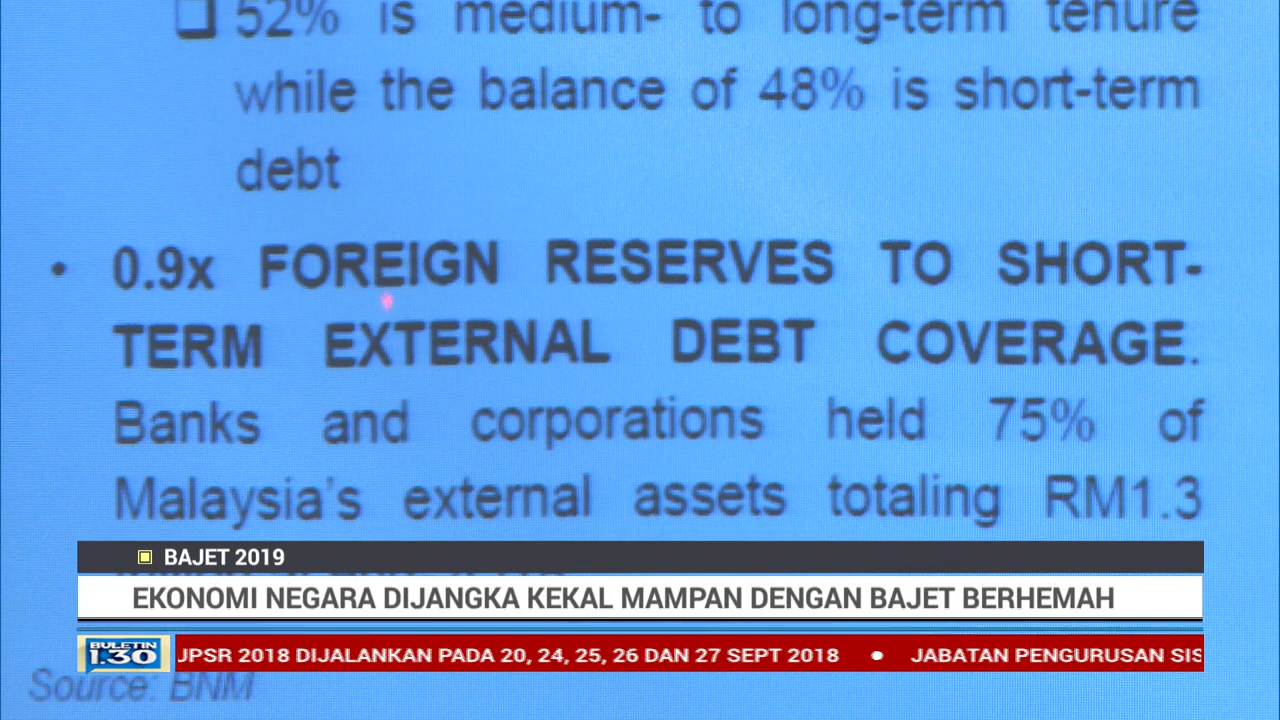 52% is medium- to long-term tenure
while the balance of 48% is short-term
debt
• 0.9x FOREIGN RESERVES TO SHORT-
TERM EXTERNAL DEBT COVERAGE.
Banks and corporations held 75% of
Malaysia's external assets totaling RM1.3
BAJET 2019
EKONOMI NEGARA DIJANGKA KEKAL MAMPAN DENGAN BAJET BERHEMAH
BULETIN
1.30
JPSR 2018 DIJALANKAN PADA 20, 24, 25, 26 DAN 27 SEPT 2018 • JABATAN PENGURUSAN SIS
Source: BNM